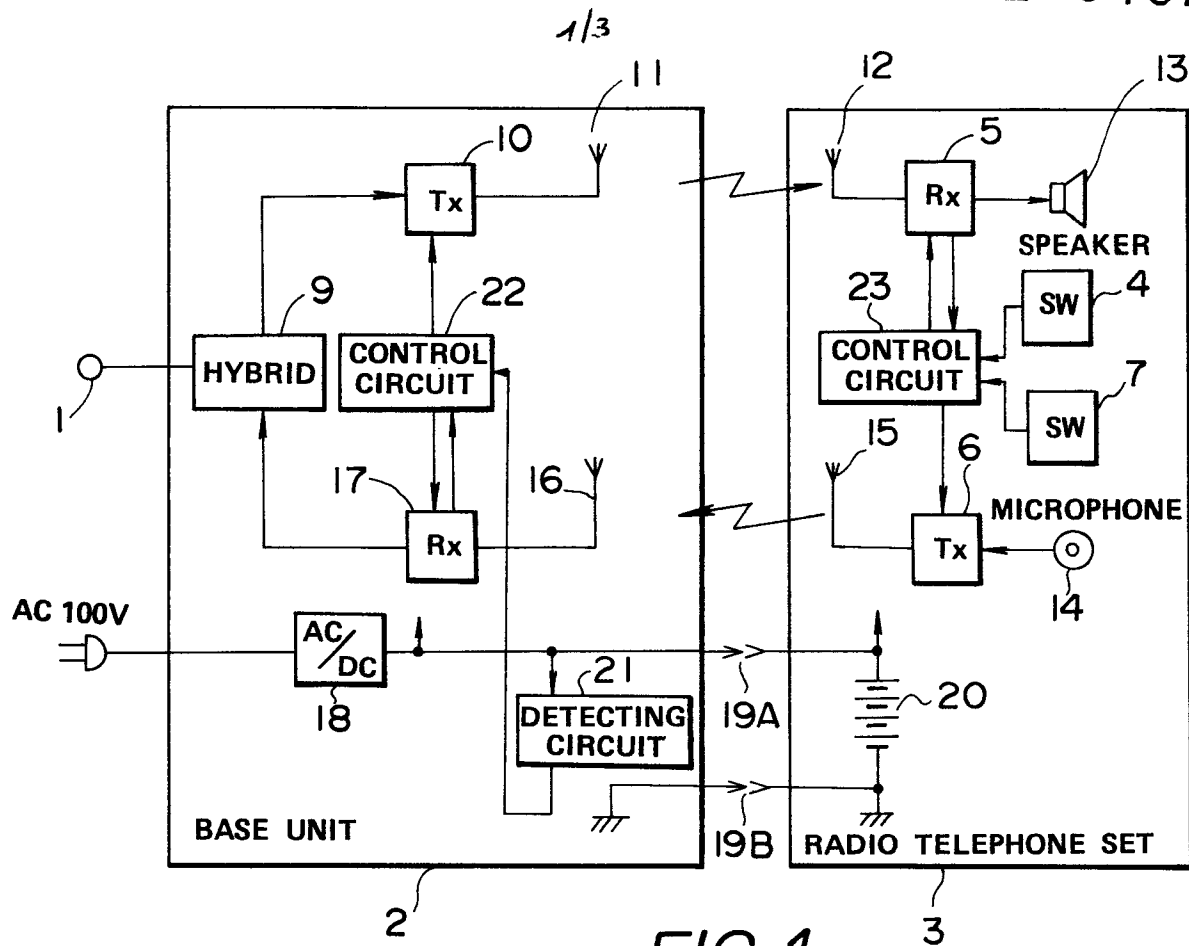 1/3
11
12
13
10
5
Tx
Rx
SPEAKER
9
22
23
SW
4
HYBRID
CONTROL
CIRCUIT
CONTROL
CIRCUIT
1
SW
7
17
16
15
6
MICROPHONE
Rx
Tx
14
AC 100V
AC/DC
18
21
19A
20
DETECTING
CIRCUIT
19B
BASE UNIT
RADIO TELEPHONE SET
2
3
FIG.1